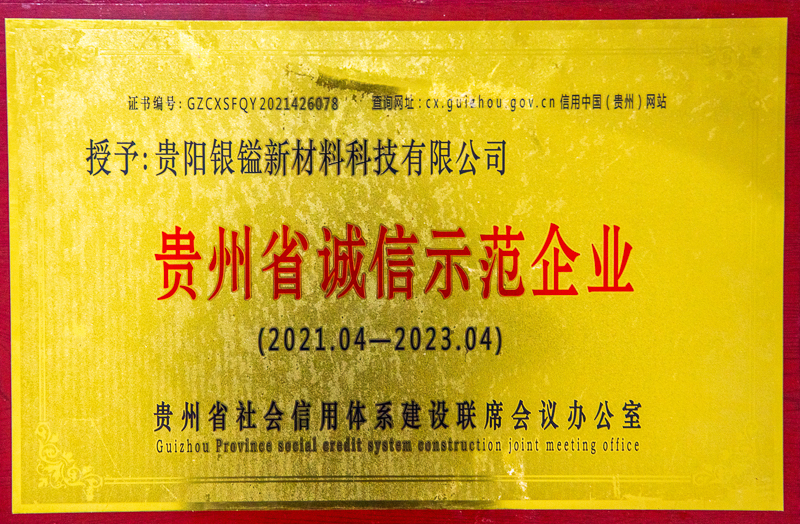 证书编号: GZCXSFQY2021426078 查询网址: cx.guizhou.gov.cn 信用中国(贵州)网站
授予: 贵阳银镒新材料科技有限公司
贵州省诚信示范企业
(2021.04—2023.04)
贵州省社会信用体系建设联席会议办公室
Guizhou Province social credit system construction joint meeting office